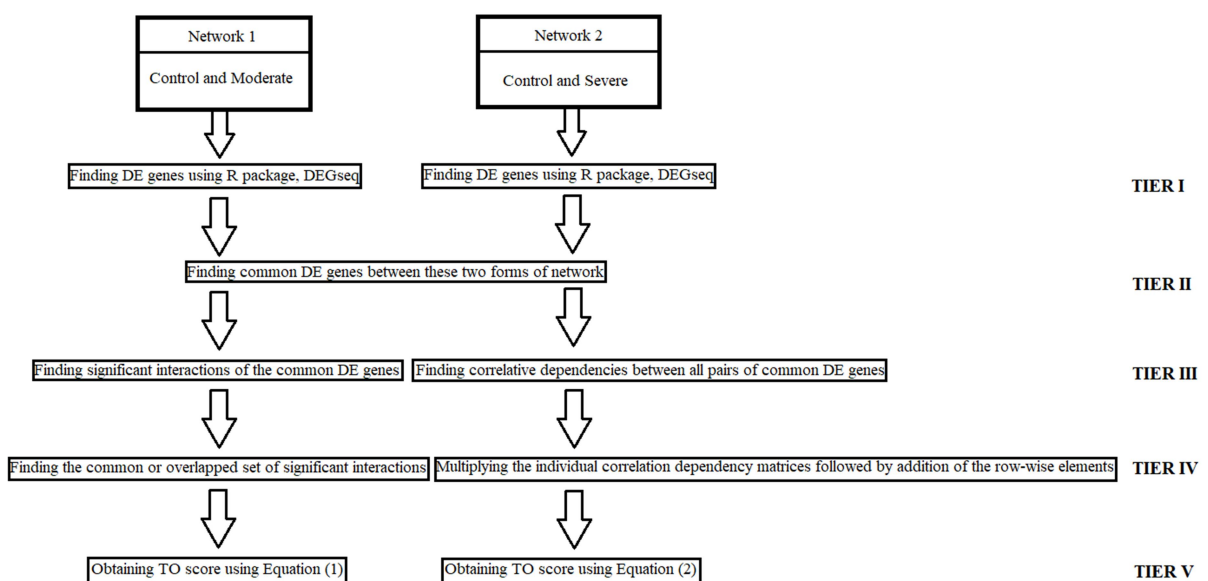 Network 1
Network 2
Control and Moderate
Control and Severe
Finding DE genes using R package, DEGseq
Finding DE genes using R package, DEGseq
TIER I
Finding common DE genes between these two forms of network
TIER II
Finding significant interactions of the common DE genes
Finding correlative dependencies between all pairs of common DE genes
TIER III
Finding the common or overlapped set of significant interactions
Multiplying the individual correlation dependency matrices followed by addition of the row-wise elements
TIER IV
Obtaining TO score using Equation (1)
Obtaining TO score using Equation (2)
TIER V